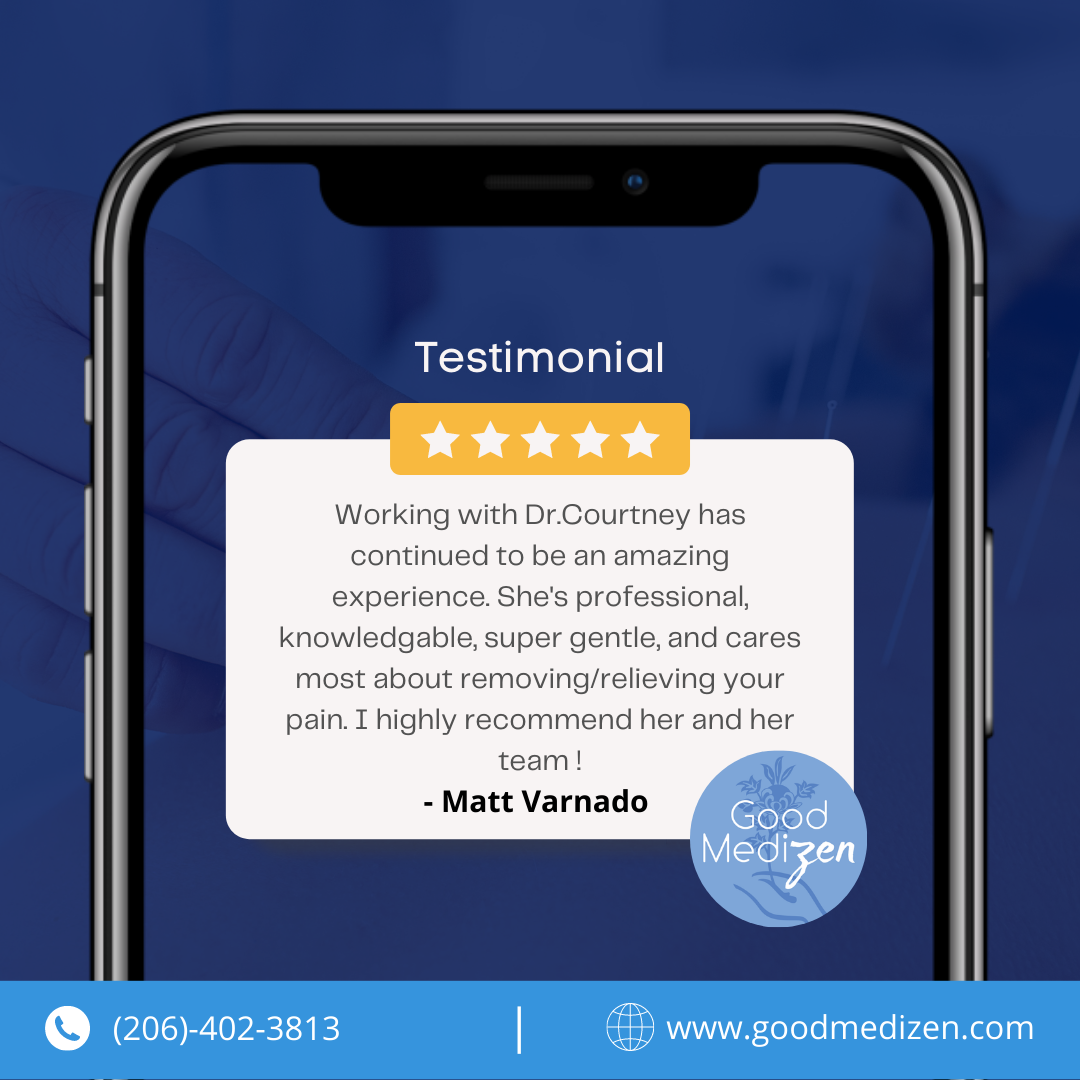 Testimonial
Working with Dr.Courtney has
continued to be an amazing
experience. She's professional,
knowledgable, super gentle, and cares
most about removing/relieving your
pain. I highly recommend her and her
team !
- Matt Varnado
Good
Medizen
(206)-402-3813 | www.goodmedizen.com